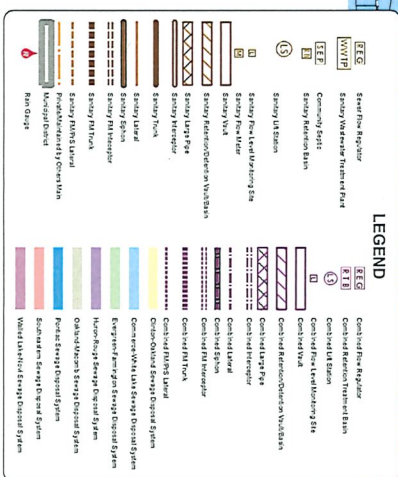 LEGEND
REG Sewer Flow Regulator
WWTP Sanitary Wastewater Treatment Plant
SEP Community Septic
RB Sanitary Retention Basin
LS Sanitary Lift Station
L Sanitary Flow Level Monitoring Site
M Sanitary Flow Meter
Sanitary Vault
Sanitary Retention/Detention Vault/Basin
Sanitary Large Pipe
Sanitary Interceptor
Sanitary Trunk
Sanitary Lateral
Sanitary Siphon
Sanitary FM Interceptor
Sanitary FM Trunk
Sanitary FM/PrS Lateral
Private/Maintained by Others Main
Municipal District
R Rain Gauge
REG Combined Flow Regulator
RTB Combined Retention Treatment Basin
LS Combined Lift Station
L Combined Flow Level Monitoring Site
Combined Vault
Combined Retention/Detention Vault/Basin
Combined Large Pipe
Combined Interceptor
Combined Lateral
Combined Siphon
Combined FM Interceptor
Combined FM Trunk
Combined FM/PrS Lateral
Clinton-Oakland Sewage Disposal System
Commerce-White Lake Sewage Disposal System
Evergreen-Farmington Sewage Disposal System
Huron-Rouge Sewage Disposal System
Oakland-Macomb Sewage Disposal System
Pontiac Sewage Disposal System
Southeastern Sewage Disposal System
Walled Lake-Novi Sewage Disposal System